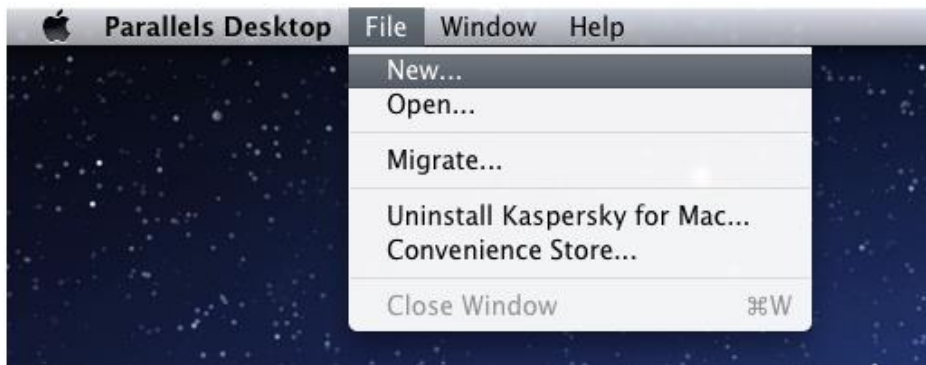 Parallels Desktop File Window Help
New...
Open...
Migrate...
Uninstall Kaspersky for Mac...
Convenience Store...
Close Window ⌘W